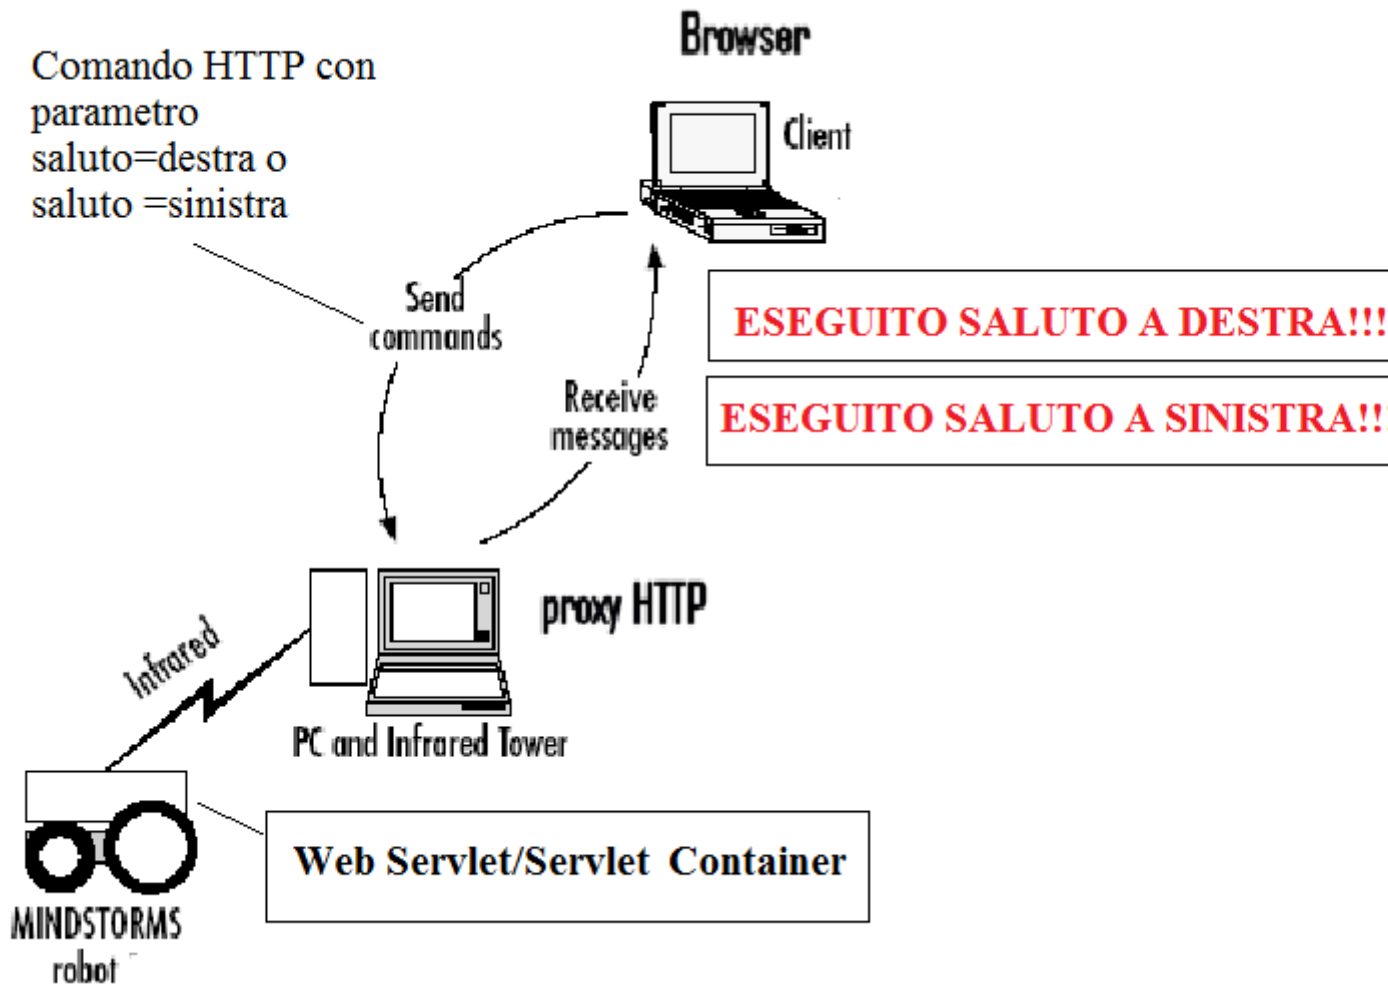 Browser
Comando HTTP con
parametro
saluto=destra o
saluto =sinistra
Client
Send
commands
ESEGUITO SALUTO A DESTRA!!!
Receive
messages
ESEGUITO SALUTO A SINISTRA!!!
proxy HTTP
Infrared
PC and Infrared Tower
Web Servlet/Servlet Container
MINDSTORMS
robot